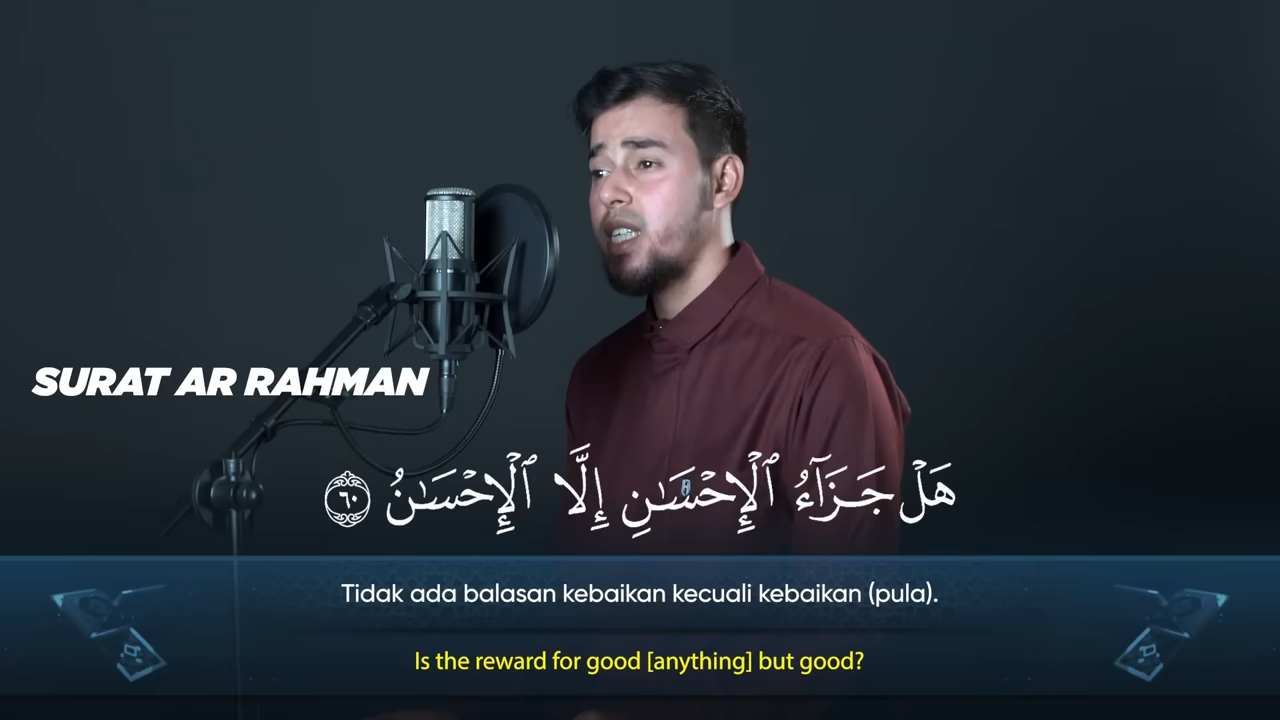 SURAT AR RAHMAN
هَلْ جَزَآءُ ٱلْإِحْسَـٰنِ إِلَّا ٱلْإِحْسَـٰنُ ٦٠
Tidak ada balasan kebaikan kecuali kebaikan (pula).
Is the reward for good [anything] but good?